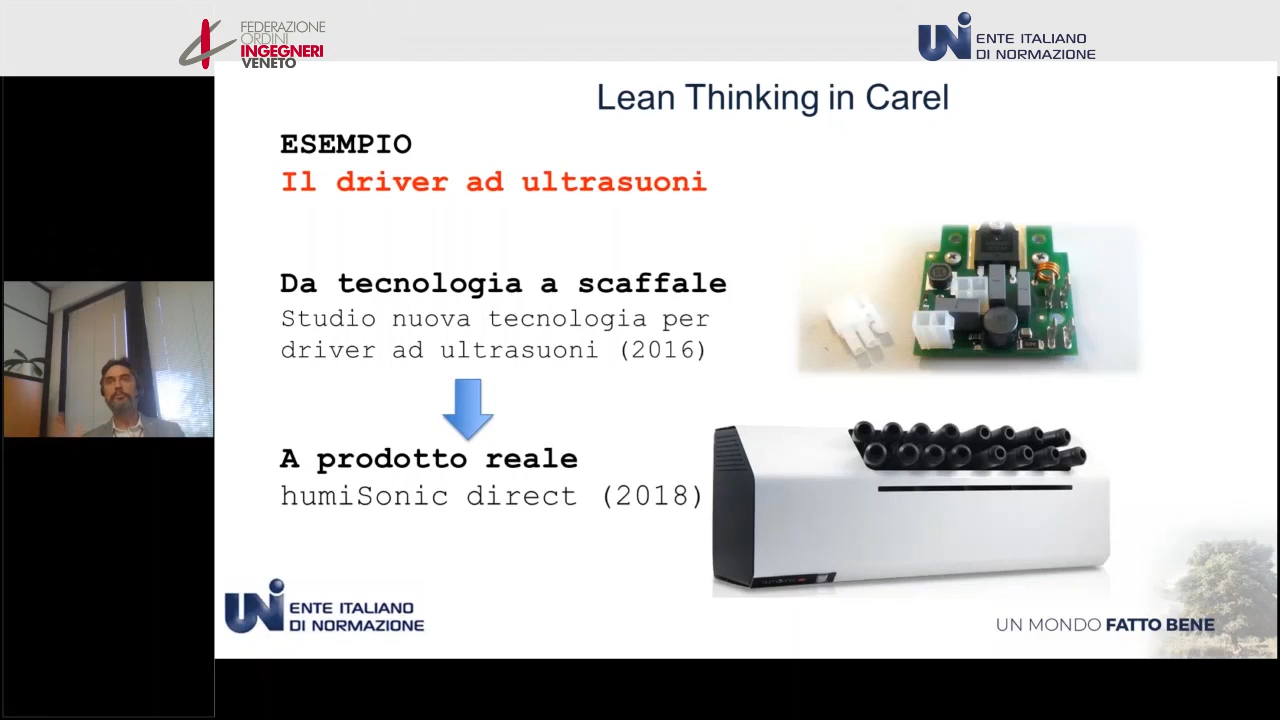 FEDERAZIONE
ORDINI
INGEGNERI
VENETO
UNI ENTE ITALIANO
DI NORMAZIONE
Lean Thinking in Carel
ESEMPIO
Il driver ad ultrasuoni
Da tecnologia a scaffale
Studio nuova tecnologia per
driver ad ultrasuoni (2016)
A prodotto reale
humiSonic direct (2018)
UNI ENTE ITALIANO
DI NORMAZIONE
UN MONDO FATTO BENE